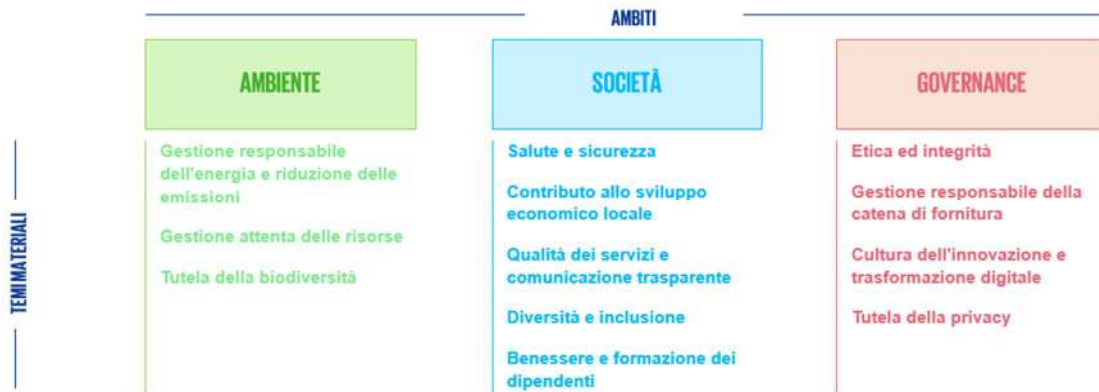 AMBITI
AMBIENTE
SOCIETÀ
GOVERNANCE
TEMI MATERIALI
Gestione responsabile
dell'energia e riduzione delle
emissioni
Gestione attenta delle risorse
Tutela della biodiversità
Salute e sicurezza
Contributo allo sviluppo
economico locale
Qualità dei servizi e
comunicazione trasparente
Diversità e inclusione
Benessere e formazione dei
dipendenti
Etica ed integrità
Gestione responsabile della
catena di fornitura
Cultura dell'innovazione e
trasformazione digitale
Tutela della privacy